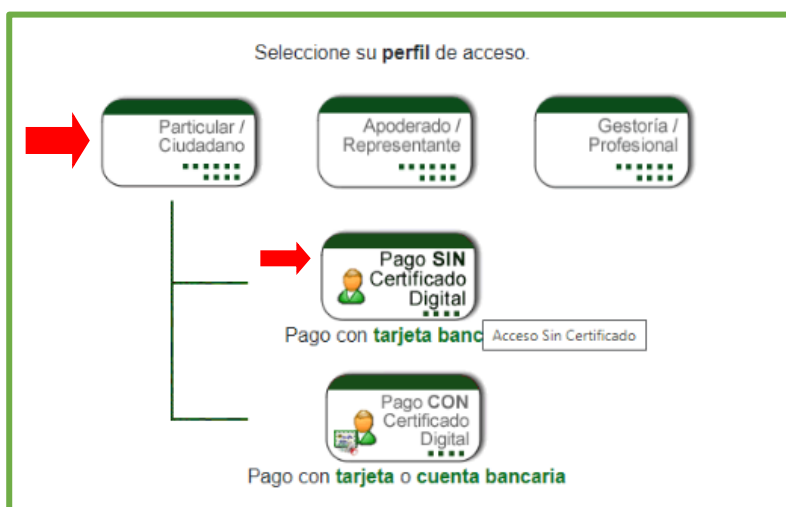 Seleccione su perfil de acceso.
Particular /
Ciudadano
Apoderado /
Representante
Gestoría /
Profesional
Pago SIN
Certificado
Digital
Pago con tarjeta banc
Acceso Sin Certificado
Pago CON
Certificado
Digital
Pago con tarjeta o cuenta bancaria